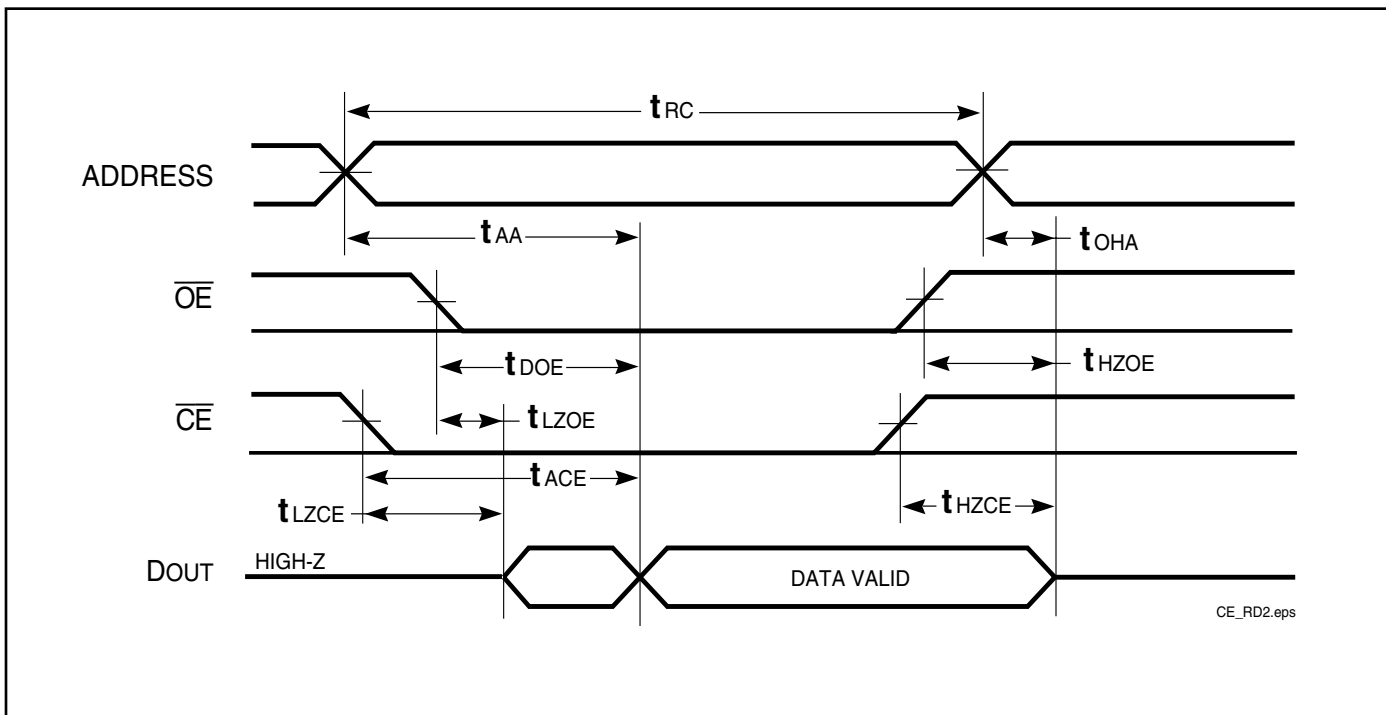 tRC
ADDRESS
tAA
tOHA
OE
tDOE
tHZOE
CE
tLZOE
tACE
tLZCE
tHZCE
DOUT
HIGH-Z
DATA VALID
CE_RD2.eps